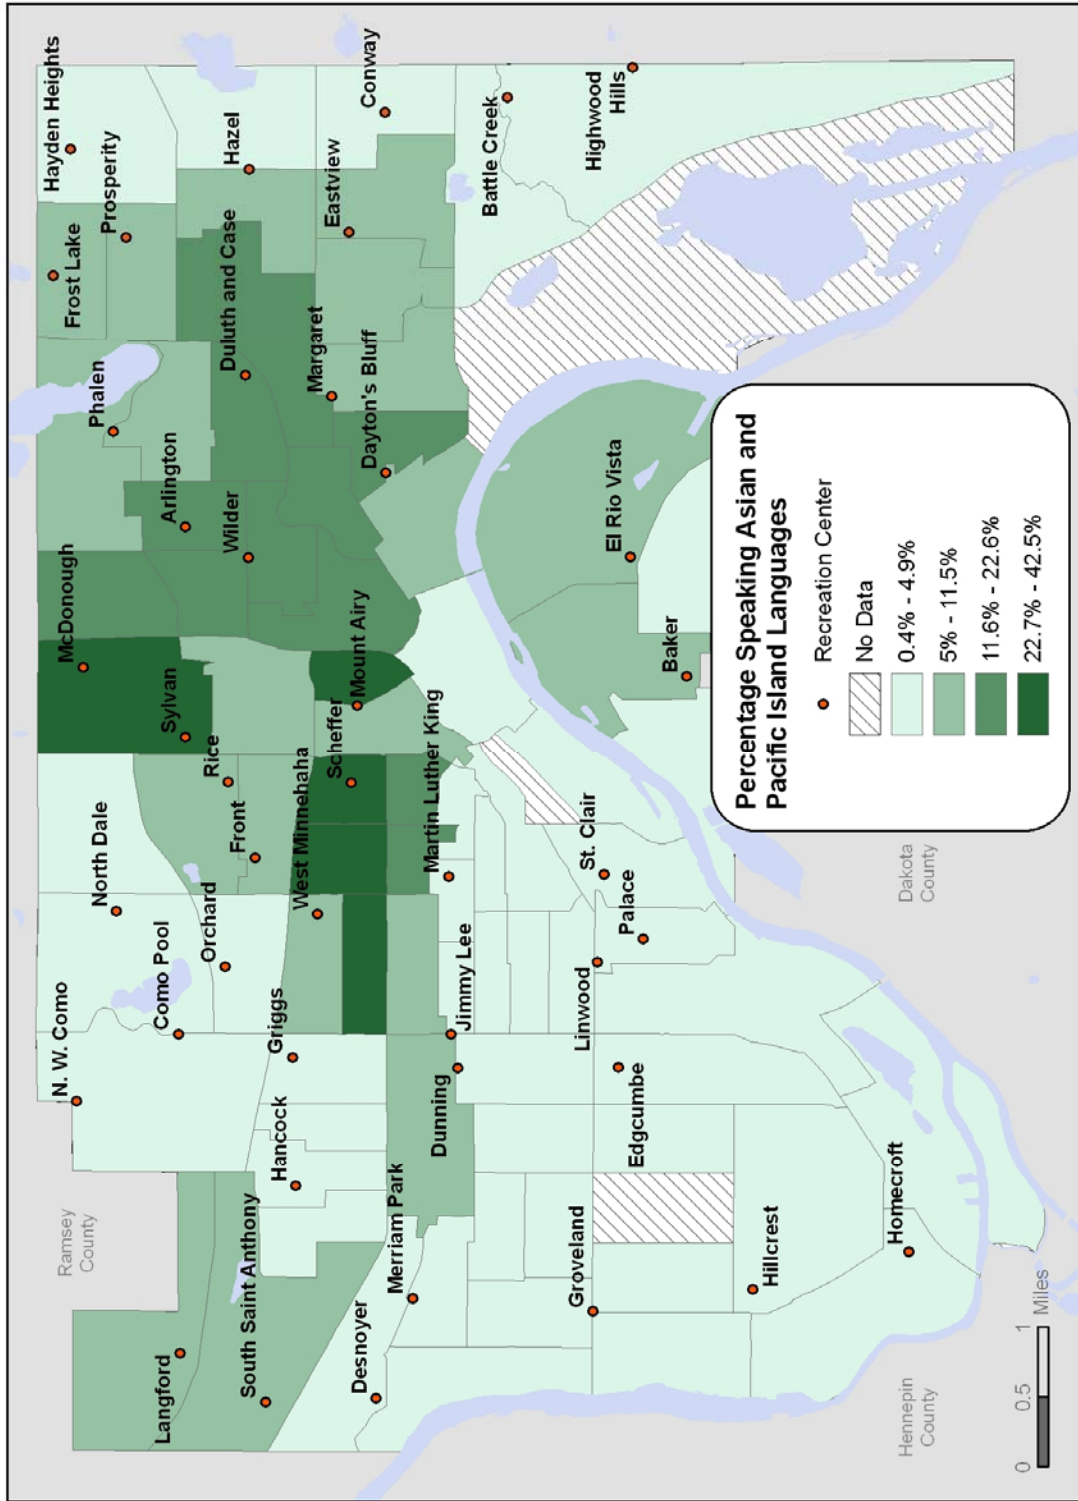 Ramsey
County
N. W. Como
North Dale
McDonough
Phalen
Frost Lake
Hayden Heights
Prosperity
Langford
Como Pool
Sylvan
Arlington
South Saint Anthony
Orchard
Rice
Wilder
Duluth and Case
Hazel
Hancock
Griggs
Front
West Minnehaha
Scheffer
Mount Airy
Margaret
Eastview
Conway
Desnoyer
Merriam Park
Dunning
Jimmy Lee
Martin Luther King
Dayton's Bluff
Battle Creek
Groveland
Linwood
St. Clair
El Rio Vista
Highwood
Hills
Edgcumbe
Palace
Baker
Hillcrest
Homecroft
Hennepin
County
Dakota
County
0
0.5
1
Miles
Percentage Speaking Asian and
Pacific Island Languages
Recreation Center
No Data
0.4% - 4.9%
5% - 11.5%
11.6% - 22.6%
22.7% - 42.5%